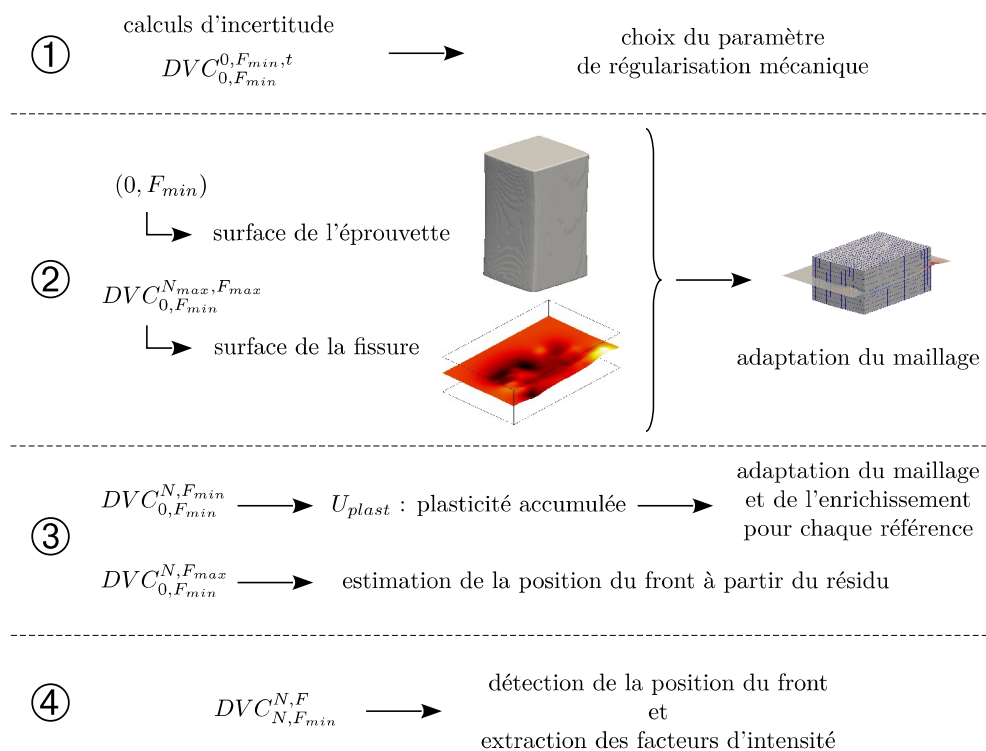 ①
calculs d'incertitude
$DVC_{0,F_{min}}^{0,F_{min},t}$
choix du paramètre
de régularisation mécanique
②
$(0, F_{min})$
surface de l'éprouvette
$DVC_{0,F_{min}}^{N_{max},F_{max}}$
surface de la fissure
adaptation du maillage
③
$DVC_{0,F_{min}}^{N,F_{min}}$
$U_{plast}$ : plasticité accumulée
adaptation du maillage
et de l'enrichissement
pour chaque référence
$DVC_{0,F_{min}}^{N,F_{max}}$
estimation de la position du front à partir du résidu
④
$DVC_{N,F_{min}}^{N,F}$
détection de la position du front
et
extraction des facteurs d'intensité